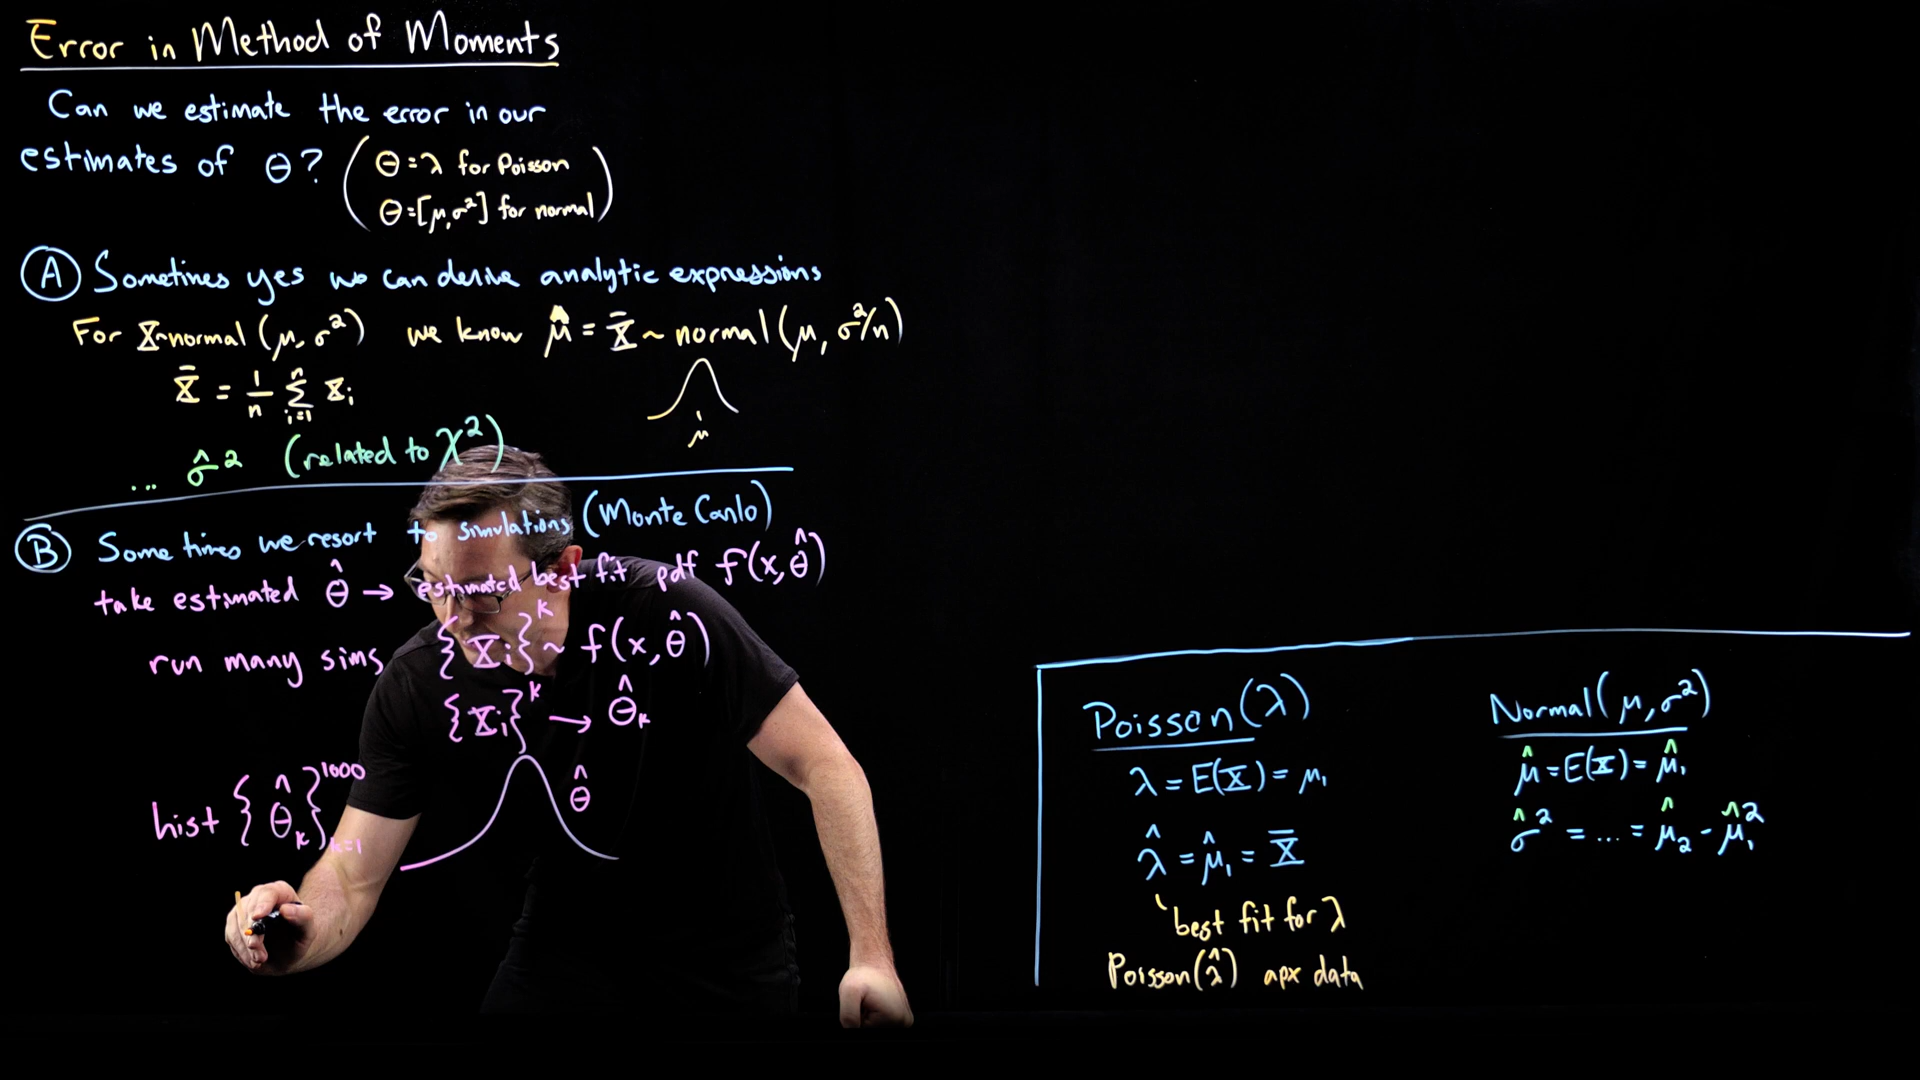 Error in Method of Moments
Can we estimate the error in our
estimates of Θ? (Θ=λ for Poisson
Θ=[μ,σ²] for normal)
(A) Sometimes yes we can derive analytic expressions
For X~normal(μ, σ²) we know μ̂ = X̄ ~ normal(μ, σ²/n)
X̄ = 1/n Σᵢ₌₁ⁿ Xᵢ
μ
... σ̂² (related to χ²)
(B) Some times we resort to simulations (Monte Carlo)
take estimated Θ̂ → estimated best fit pdf f(x,Θ̂)
run many sims {Xᵢ}ᵏ ~ f(x,Θ̂)
{Xᵢ}ᵏ → Θ̂ₖ
hist {Θ̂ₖ}ₖ₌₁¹⁰⁰⁰ Θ̂
Poisson(λ)
λ = E(X) = μ₁
λ̂ = μ̂₁ = X̄
best fit for λ
Poisson(λ̂) apx data
Normal(μ,σ²)
μ̂ = E(X) = μ̂₁
σ̂² = ... = μ̂₂ - μ̂₁²